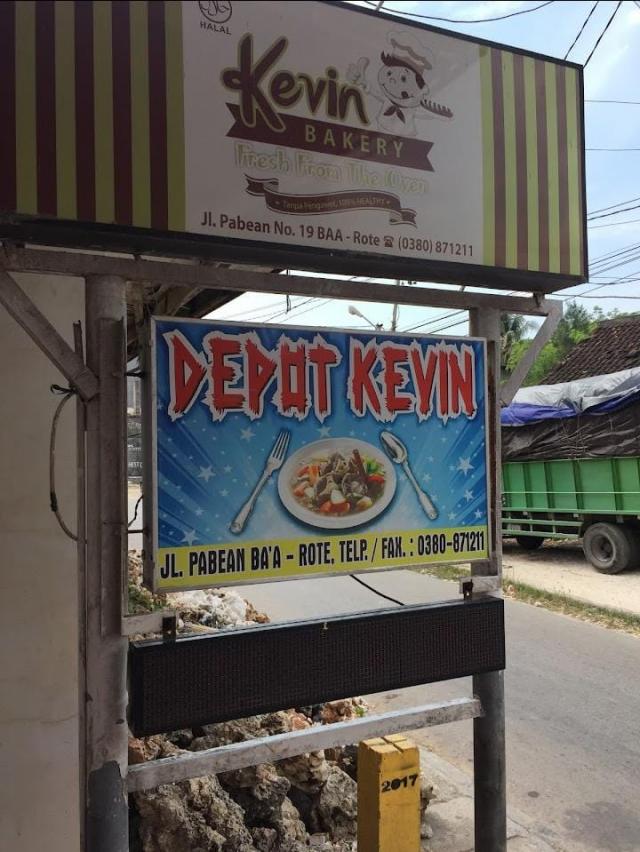 HALAL
Kevin
BAKERY
Fresh From The Oven
Tanpa Pengawet, 100% HEALTHY
Jl. Pabean No. 19 BAA - Rote ☎ (0380) 871211
DEPOT KEVIN
JL. PABEAN BA'A - ROTE, TELP. / FAX. : 0380-871211
2017